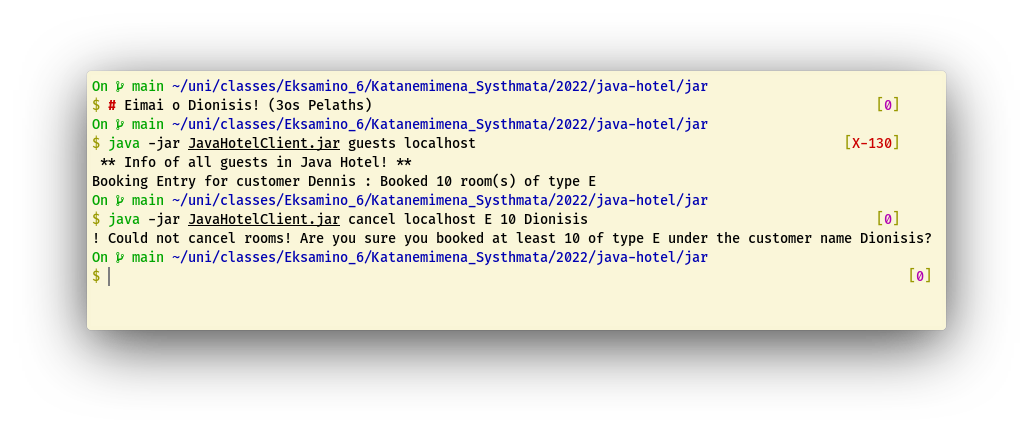 On main ~/uni/classes/Eksamino_6/Katanemimena_Systhmata/2022/java-hotel/jar
$ # Eimai o Dionisis! (3os Pelaths) [0]
On main ~/uni/classes/Eksamino_6/Katanemimena_Systhmata/2022/java-hotel/jar
$ java -jar JavaHotelClient.jar guests localhost [X-130]
** Info of all guests in Java Hotel! **
Booking Entry for customer Dennis : Booked 10 room(s) of type E
On main ~/uni/classes/Eksamino_6/Katanemimena_Systhmata/2022/java-hotel/jar
$ java -jar JavaHotelClient.jar cancel localhost E 10 Dionisis [0]
! Could not cancel rooms! Are you sure you booked at least 10 of type E under the customer name Dionisis?
On main ~/uni/classes/Eksamino_6/Katanemimena_Systhmata/2022/java-hotel/jar
$ [0]